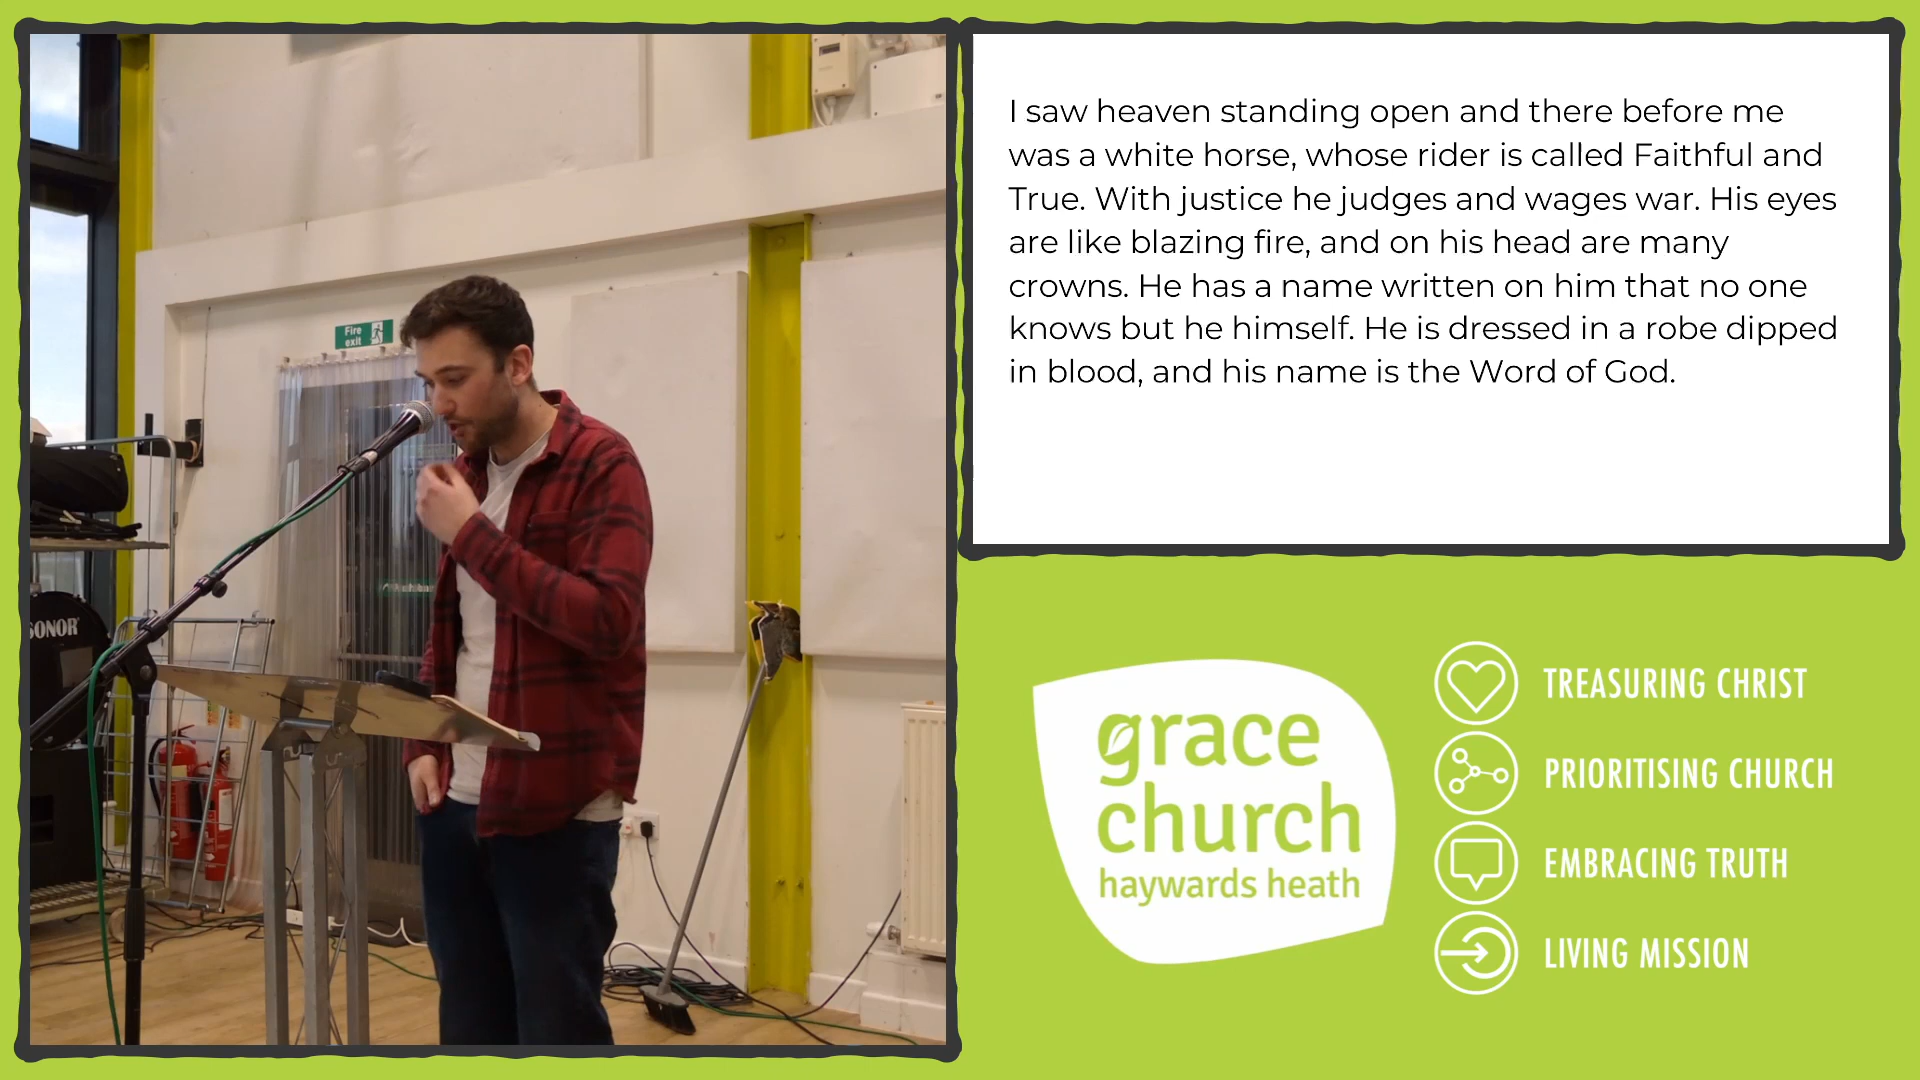 Fire
exit
SONOR
I saw heaven standing open and there before me
was a white horse, whose rider is called Faithful and
True. With justice he judges and wages war. His eyes
are like blazing fire, and on his head are many
crowns. He has a name written on him that no one
knows but he himself. He is dressed in a robe dipped
in blood, and his name is the Word of God.
grace
church
haywards heath
TREASURING CHRIST
PRIORITISING CHURCH
EMBRACING TRUTH
LIVING MISSION